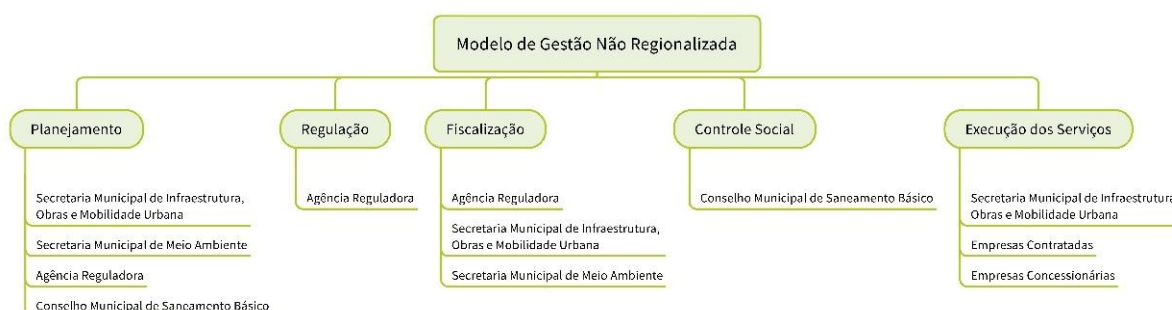 Modelo de Gestão Não Regionalizada
Planejamento
Secretaria Municipal de Infraestrutura,
Obras e Mobilidade Urbana
Secretaria Municipal de Meio Ambiente
Agência Reguladora
Conselho Municipal de Saneamento Básico
Regulação
Agência Reguladora
Fiscalização
Agência Reguladora
Secretaria Municipal de Infraestrutura,
Obras e Mobilidade Urbana
Secretaria Municipal de Meio Ambiente
Controle Social
Conselho Municipal de Saneamento Básico
Execução dos Serviços
Secretaria Municipal de Infraestrutura
Obras e Mobilidade Urbana
Empresas Contratadas
Empresas Concessionárias